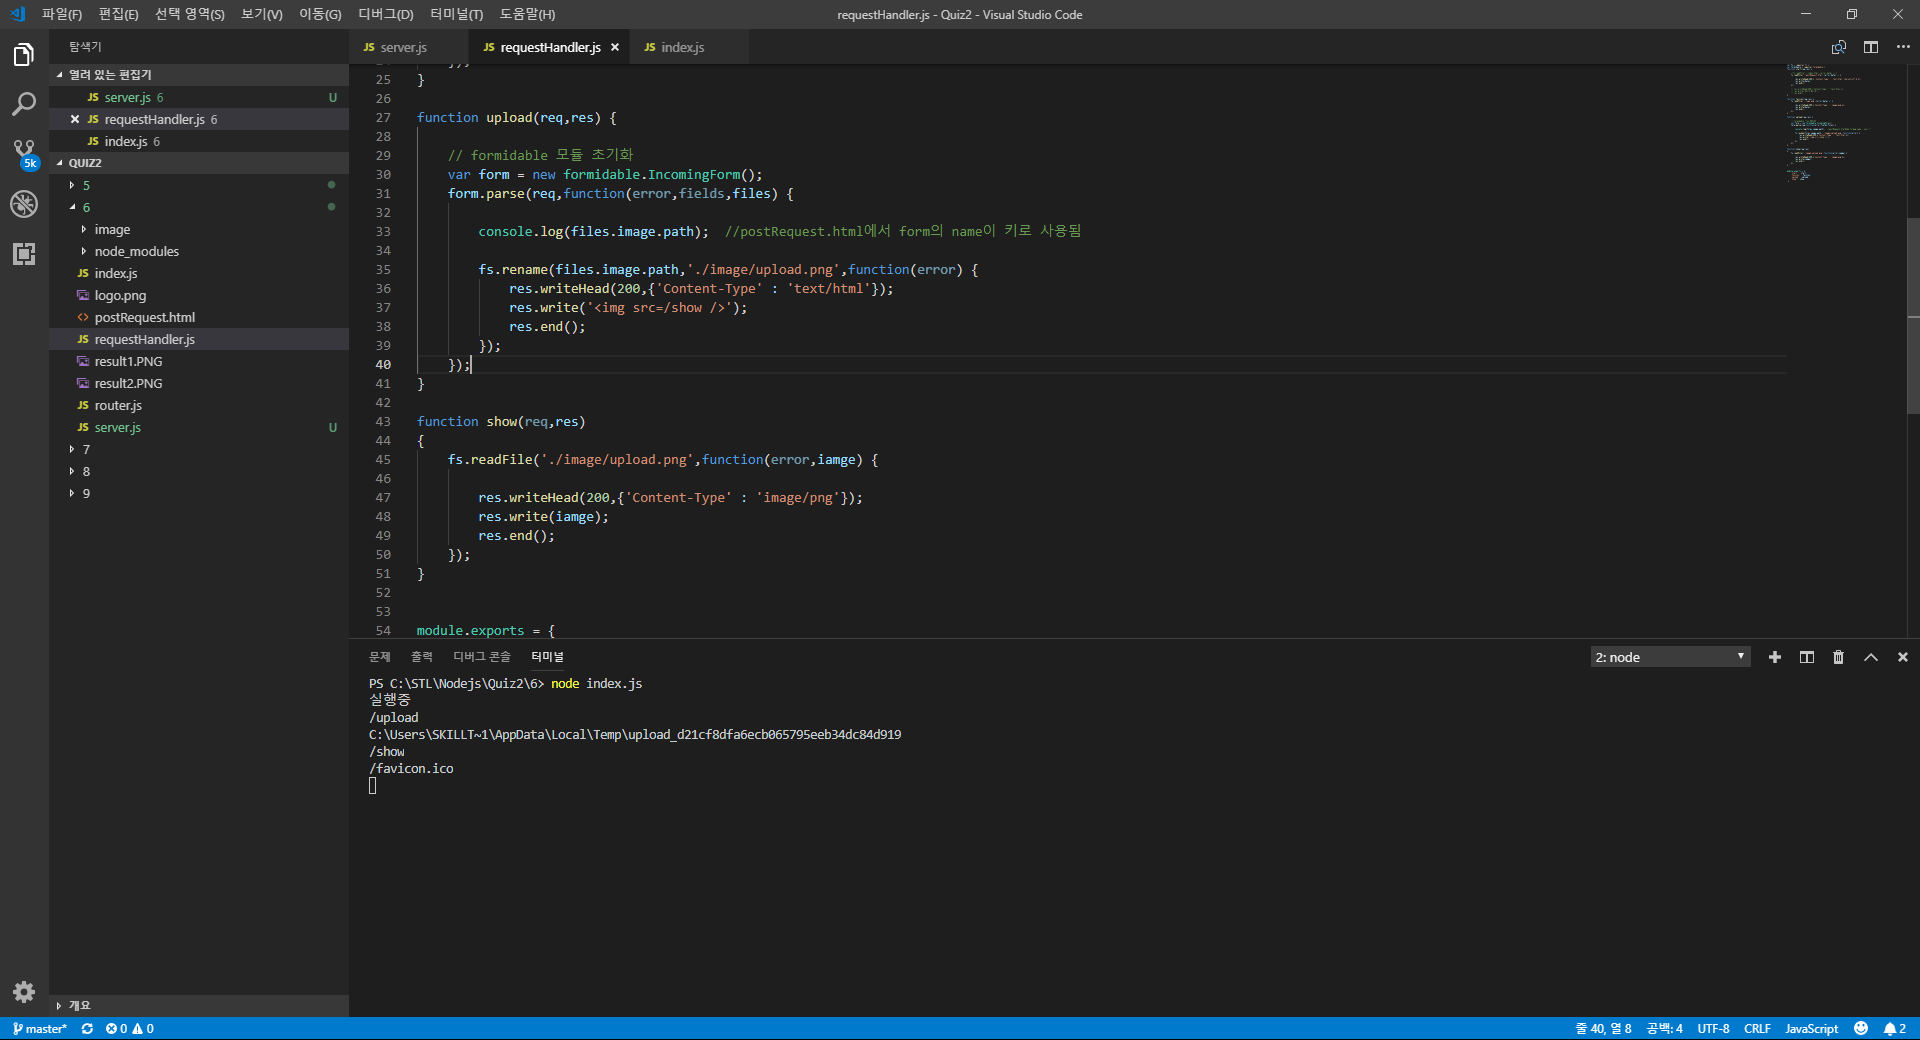 파일(F) 편집(E) 선택 영역(S) 보기(V) 이동(G) 디버그(D) 터미널(T) 도움말(H)
requestHandler.js - Quiz2 - Visual Studio Code
탐색기
열려 있는 편집기
JS server.js 6 U
JS requestHandler.js 6
JS index.js 6
5k
QUIZ2
5
6
image
node_modules
JS index.js
logo.png
<> postRequest.html
JS requestHandler.js
result1.PNG
result2.PNG
JS router.js
JS server.js U
7
8
9
개요
JS server.js JS requestHandler.js JS index.js
25 }
26
27 function upload(req,res) {
28
29 // formidable 모듈 초기화
30 var form = new formidable.IncomingForm();
31 form.parse(req,function(error,fields,files) {
32
33 console.log(files.image.path); //postRequest.html에서 form의 name이 키로 사용됨
34
35 fs.rename(files.image.path,'./image/upload.png',function(error) {
36 res.writeHead(200,{'Content-Type' : 'text/html'});
37 res.write('<img src=/show />');
38 res.end();
39 });
40 });
41 }
42
43 function show(req,res)
44 {
45 fs.readFile('./image/upload.png',function(error,iamge) {
46
47 res.writeHead(200,{'Content-Type' : 'image/png'});
48 res.write(iamge);
49 res.end();
50 });
51 }
52
53
54 module.exports = {
문제 출력 디버그 콘솔 터미널
2: node
PS C:\STL\Nodejs\Quiz2\6> node index.js
실행중
/upload
C:\Users\SKILLT~1\AppData\Local\Temp\upload_d21cf8dfa6ecb065795eeb34dc84d919
/show
/favicon.ico
master* 0 0
줄 40, 열 8 공백: 4 UTF-8 CRLF JavaScript 2